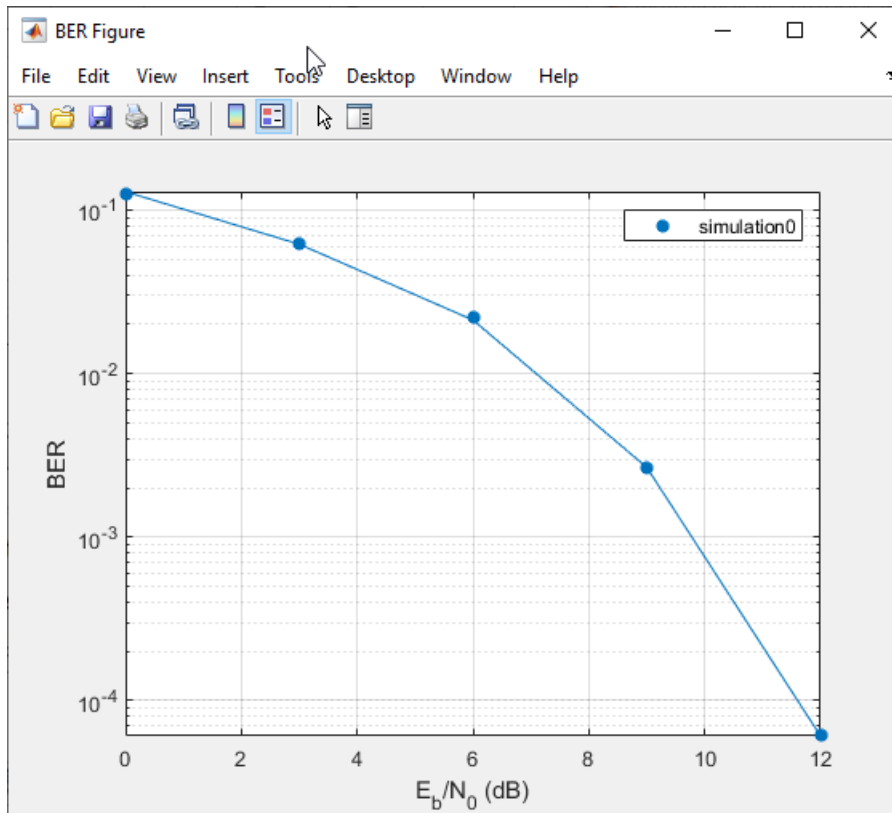 BER Figure
File Edit View Insert Tools Desktop Window Help
simulation0
10^-1
10^-2
10^-3
10^-4
BER
0 2 4 6 8 10 12
E_b/N_0 (dB)